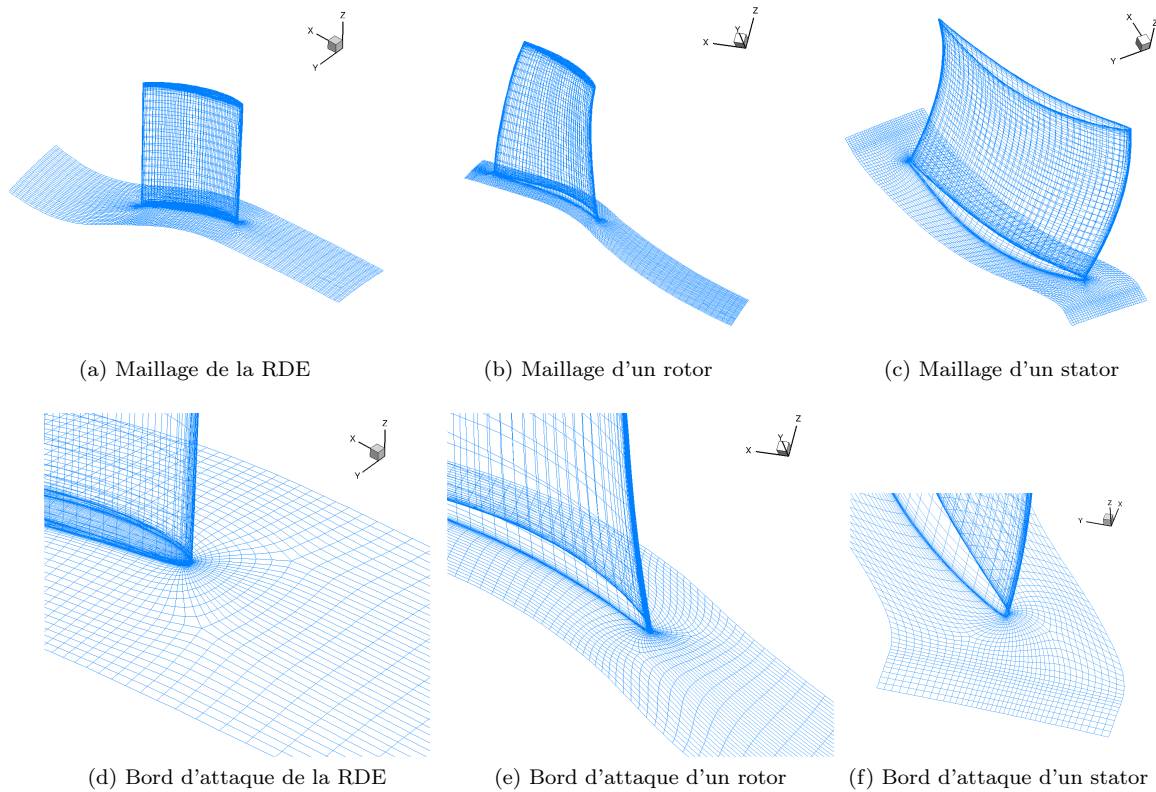 Z
X
Y
Z
Y
X
X
Z
Y
(a) Maillage de la RDE
(b) Maillage d'un rotor
(c) Maillage d'un stator
Z
X
Y
Z
Y
X
Z
X
Y
(d) Bord d'attaque de la RDE
(e) Bord d'attaque d'un rotor
(f) Bord d'attaque d'un stator